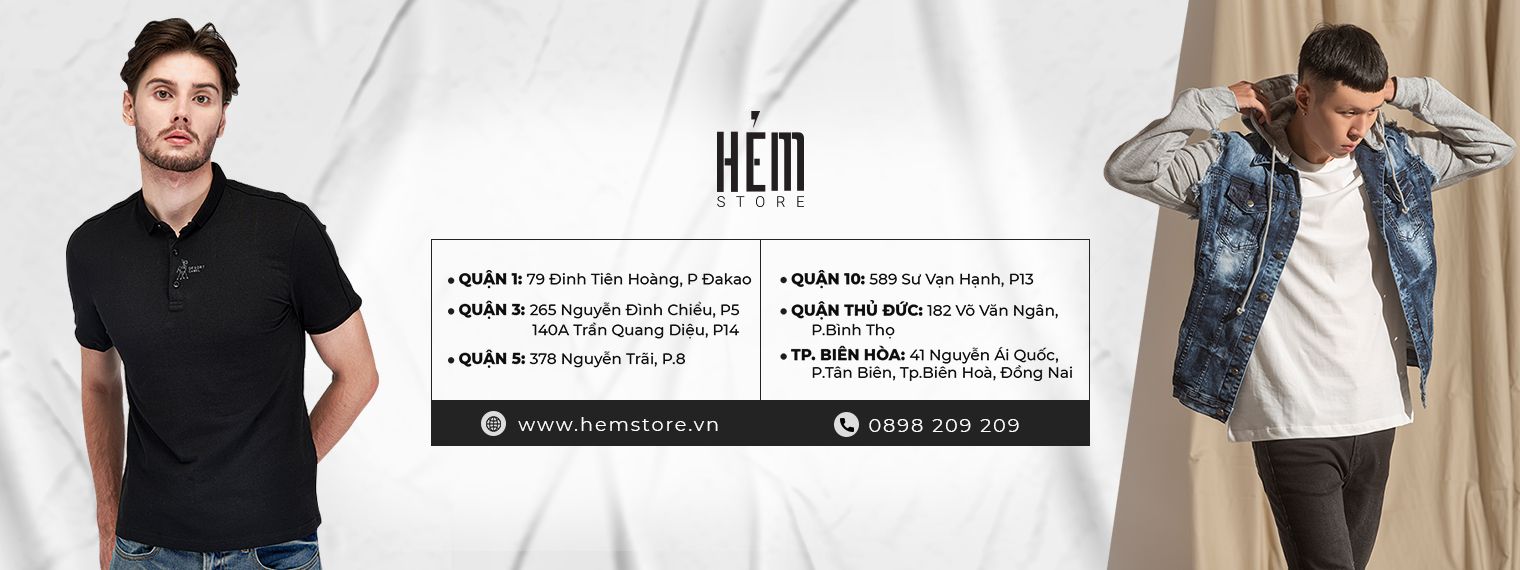 HẺM
STORE
• QUẬN 1: 79 Đinh Tiên Hoàng, P Đakao
• QUẬN 3: 265 Nguyễn Đình Chiểu, P5
140A Trần Quang Diệu, P14
• QUẬN 5: 378 Nguyễn Trãi, P.8
• QUẬN 10: 589 Sư Vạn Hạnh, P13
• QUẬN THỦ ĐỨC: 182 Võ Văn Ngân,
P.Bình Thọ
• TP. BIÊN HÒA: 41 Nguyễn Ái Quốc,
P.Tân Biên, Tp.Biên Hoà, Đồng Nai
www.hemstore.vn
0898 209 209